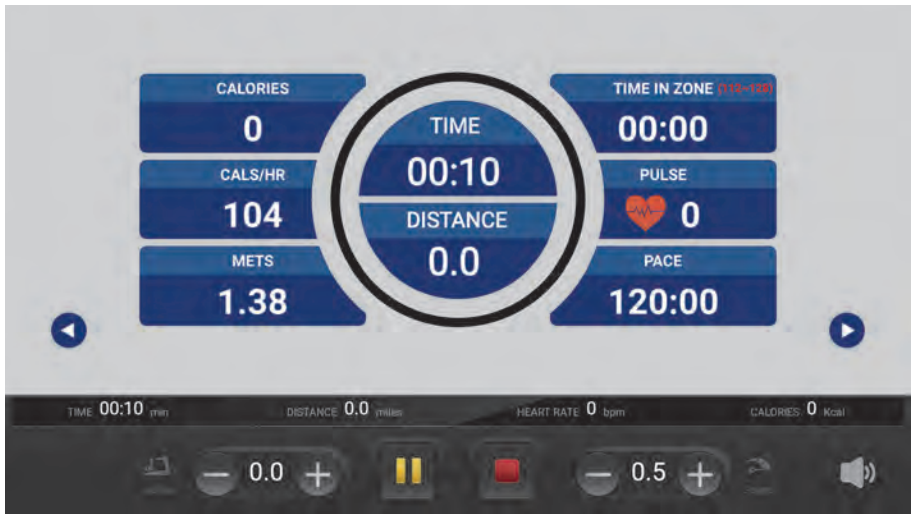 CALORIES
0
CALS/HR
104
METS
1.38
TIME
00:10
DISTANCE
0.0
TIME IN ZONE
00:00
PULSE
0
PACE
120:00
TIME 00:10 min DISTANCE 0.0 miles HEART RATE 0 bpm CALORIES 0 Kcal
0.0 0.5